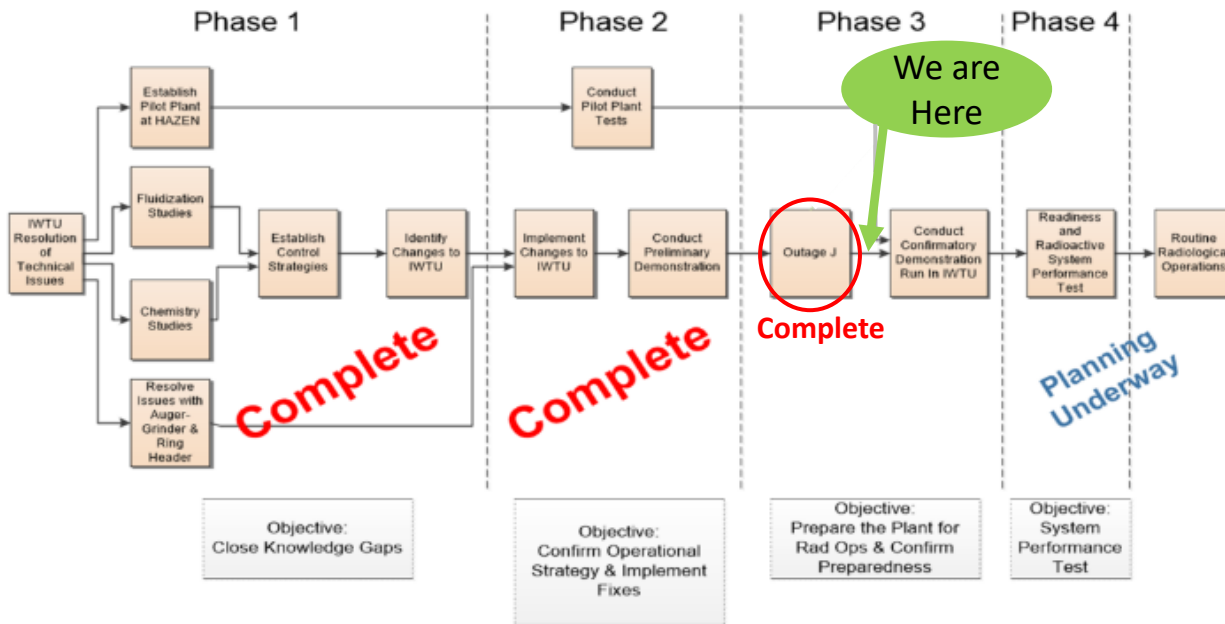 Phase 1
Phase 2
Phase 3
Phase 4
We are
Here
Establish
Pilot Plant
at HAZEN
Conduct
Pilot Plant
Tests
IWTU
Resolution
of
Technical
Issues
Fluidization
Studies
Chemistry
Studies
Resolve
Issues with
Auger-
Grinder &
Ring
Header
Establish
Control
Strategies
Identify
Changes to
IWTU
Implement
Changes to
IWTU
Conduct
Preliminary
Demonstration
Outage J
Complete
Conduct
Confirmatory
Demonstration
Run In IWTU
Readiness
and
Radioactive
System
Performance
Test
Routine
Radiological
Operations
Complete
Complete
Planning
Underway
Objective:
Close Knowledge Gaps
Objective:
Confirm Operational
Strategy & Implement
Fixes
Objective:
Prepare the Plant for
Rad Ops & Confirm
Preparedness
Objective:
System
Performance
Test